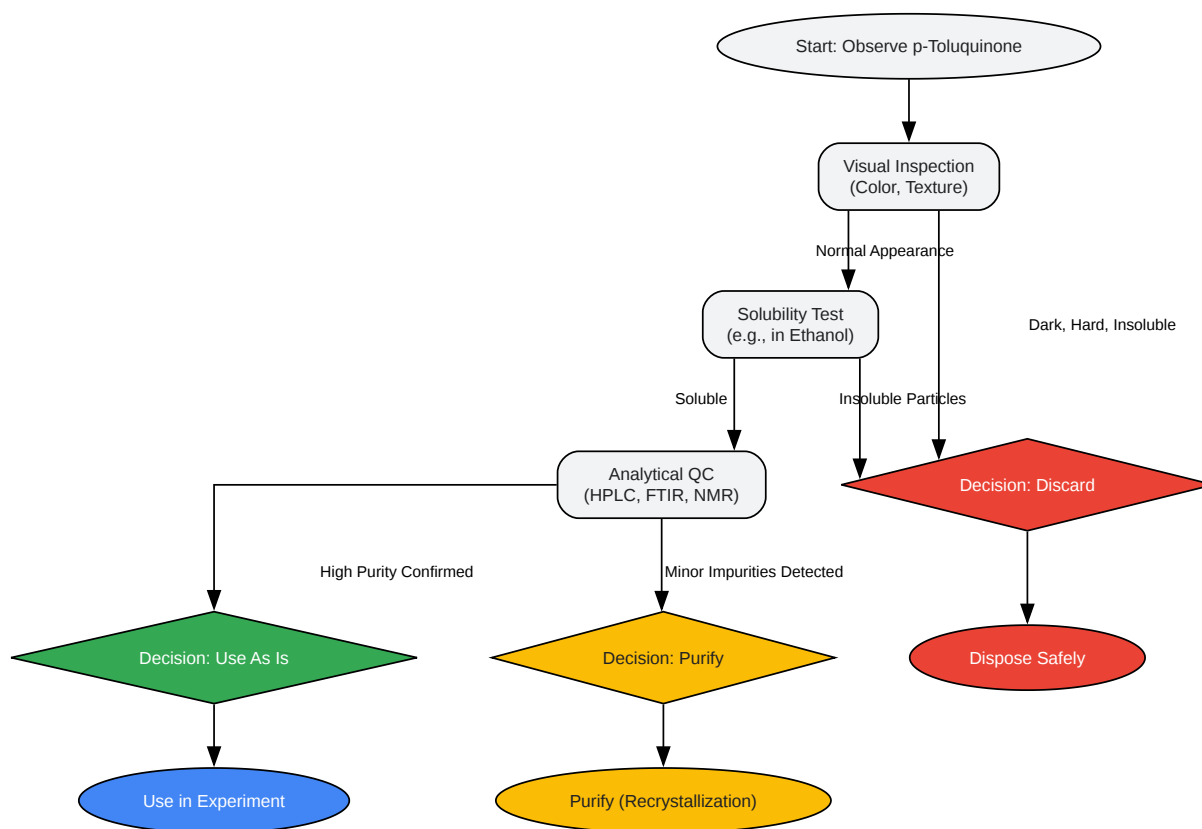 Start: Observe p-Toluquinone
Visual Inspection
(Color, Texture)
Normal Appearance
Solubility Test
(e.g., in Ethanol)
Dark, Hard, Insoluble
Soluble
Insoluble Particles
Analytical QC
(HPLC, FTIR, NMR)
Decision: Discard
High Purity Confirmed
Minor Impurities Detected
Decision: Use As Is
Decision: Purify
Dispose Safely
Use in Experiment
Purify (Recrystallization)